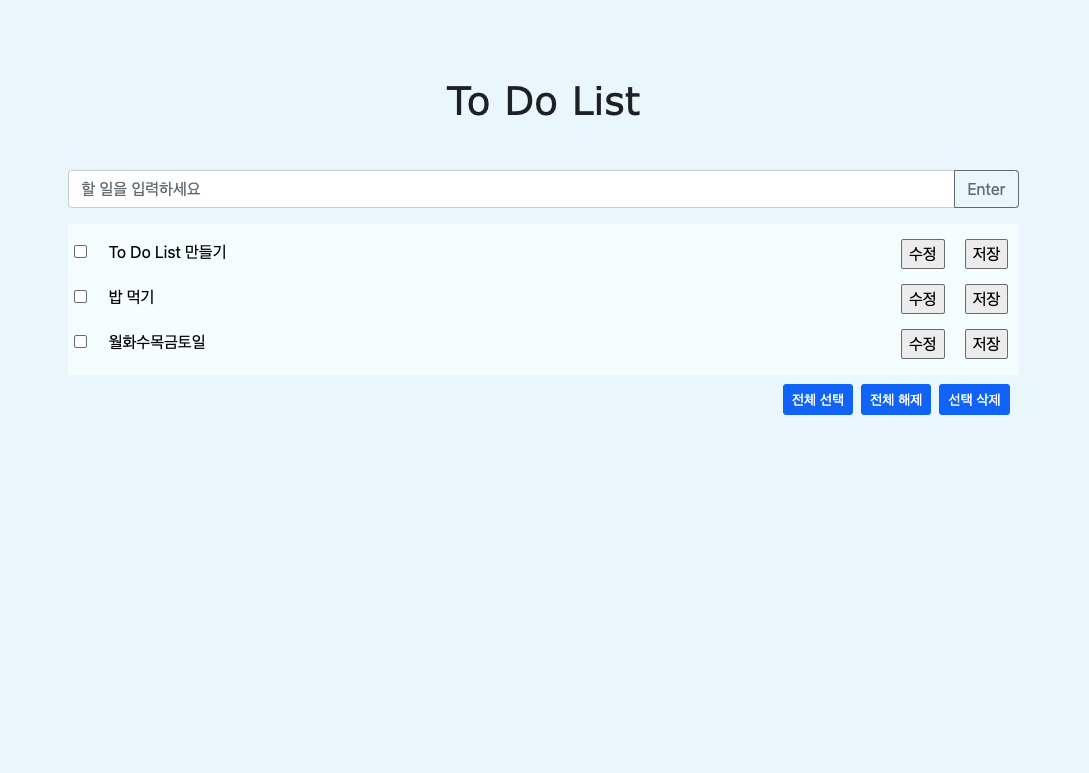 To Do List
할 일을 입력하세요 Enter
To Do List 만들기 수정 저장
밥 먹기 수정 저장
월화수목금토일 수정 저장
전체 선택 전체 해제 선택 삭제